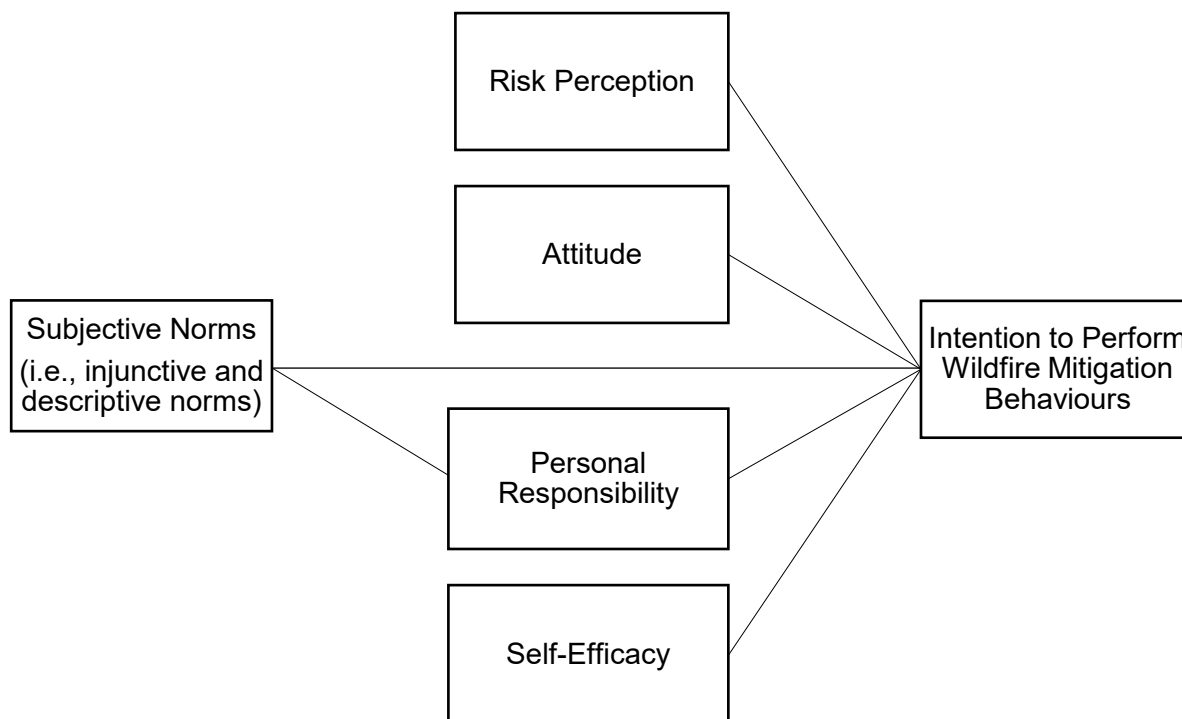 Risk Perception
Attitude
Subjective Norms
(i.e., injunctive and
descriptive norms)
Intention to Perform
Wildfire Mitigation
Behaviours
Personal
Responsibility
Self-Efficacy